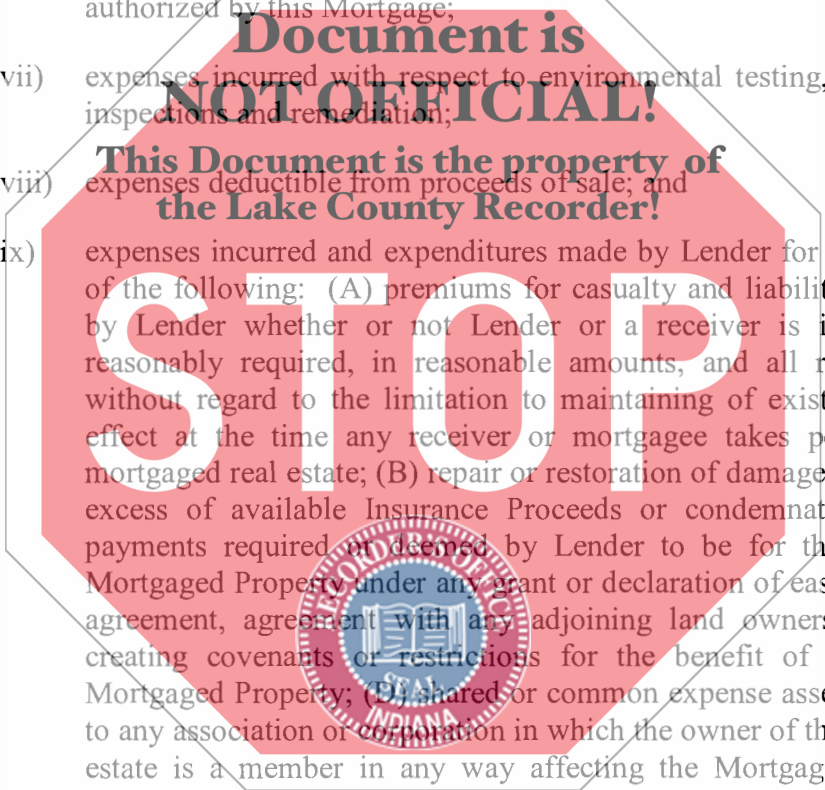 authorized by this Mortgage;
Document is
vii) expenses incurred with respect to environmental testing,
NOT OFFICIAL!
inspections and remediation;
This Document is the property of
viii) expenses deductible from proceeds of sale; and
the Lake County Recorder!
ix) expenses incurred and expenditures made by Lender for
of the following: (A) premiums for casualty and liabilit
by Lender whether or not Lender or a receiver is i
reasonably required, in reasonable amounts, and all r
without regard to the limitation to maintaining of exist
effect at the time any receiver or mortgagee takes p
mortgaged real estate; (B) repair or restoration of damage
excess of available Insurance Proceeds or condemnat
payments required or deemed by Lender to be for th
Mortgaged Property under any grant or declaration of eas
agreement, agreement with any adjoining land owners
creating covenants or restrictions for the benefit of
Mortgaged Property; (D) shared or common expense asse
to any association or corporation in which the owner of th
estate is a member in any way affecting the Mortgag
STOP
SEAL
INDIANA